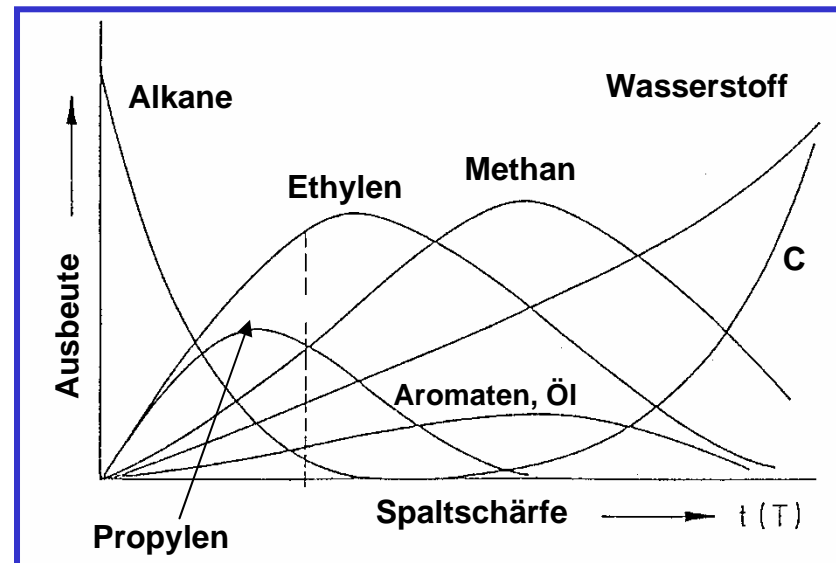 Alkane
Wasserstoff
Ethylen
Methan
C
Ausbeute
Aromaten, Öl
Spaltschärfe
t (T)
Propylen